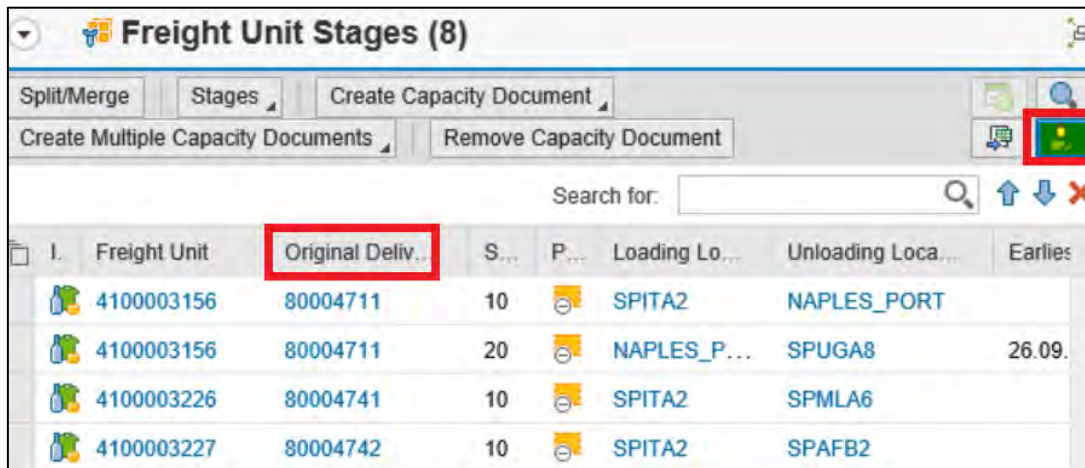 Freight Unit Stages (8)
Split/Merge Stages Create Capacity Document
Create Multiple Capacity Documents Remove Capacity Document
Search for:
I. Freight Unit Original Deliv... S... P... Loading Lo... Unloading Loca... Earlies
4100003156 80004711 10 SPITA2 NAPLES_PORT
4100003156 80004711 20 NAPLES_P... SPUGA8 26.09.
4100003226 80004741 10 SPITA2 SPMLA6
4100003227 80004742 10 SPITA2 SPAFB2